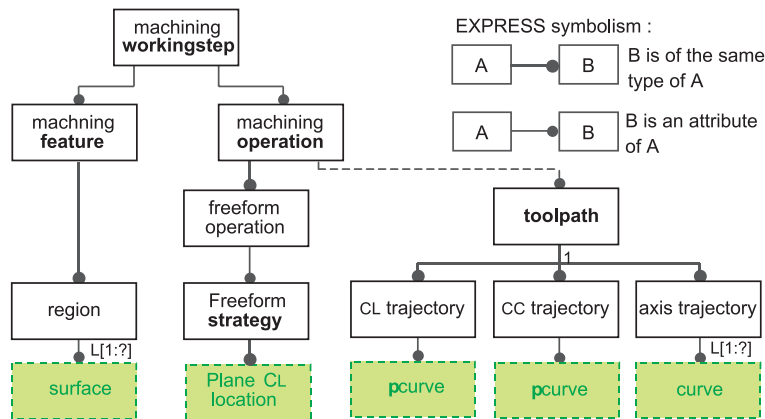 machining
workingstep
EXPRESS symbolism :
A
B
B is of the same
type of A
A
B
B is an attribute
of A
machning
feature
machining
operation
freeform
operation
toolpath
1
region
Freeform
strategy
CL trajectory
CC trajectory
axis trajectory
L[1:?]
L[1:?]
surface
Plane CL
location
pcurve
pcurve
curve